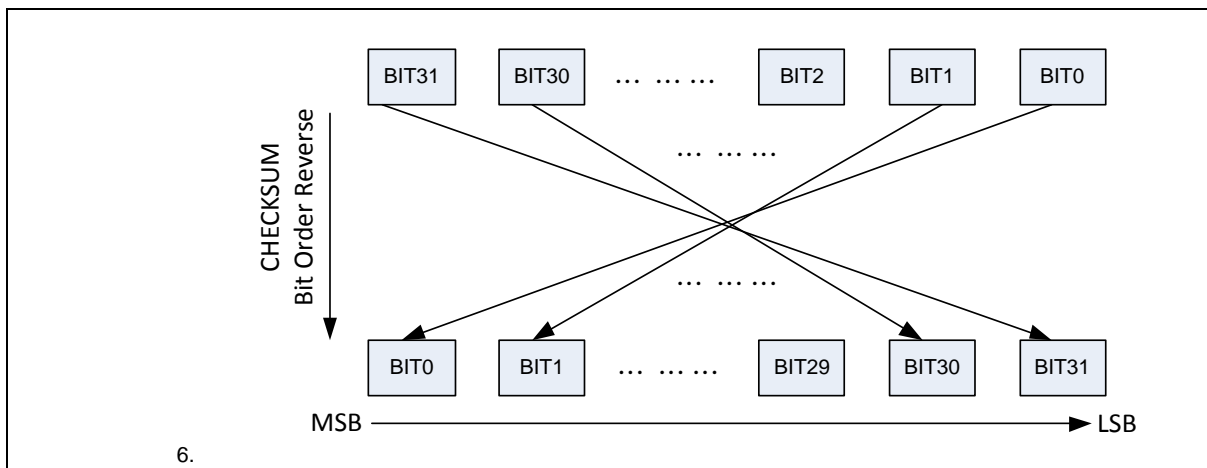 BIT31 BIT30 ... ... ... BIT2 BIT1 BIT0
... ... ...
CHECKSUM
Bit Order Reverse
... ... ...
BIT0 BIT1 ... ... ... BIT29 BIT30 BIT31
MSB LSB
6.